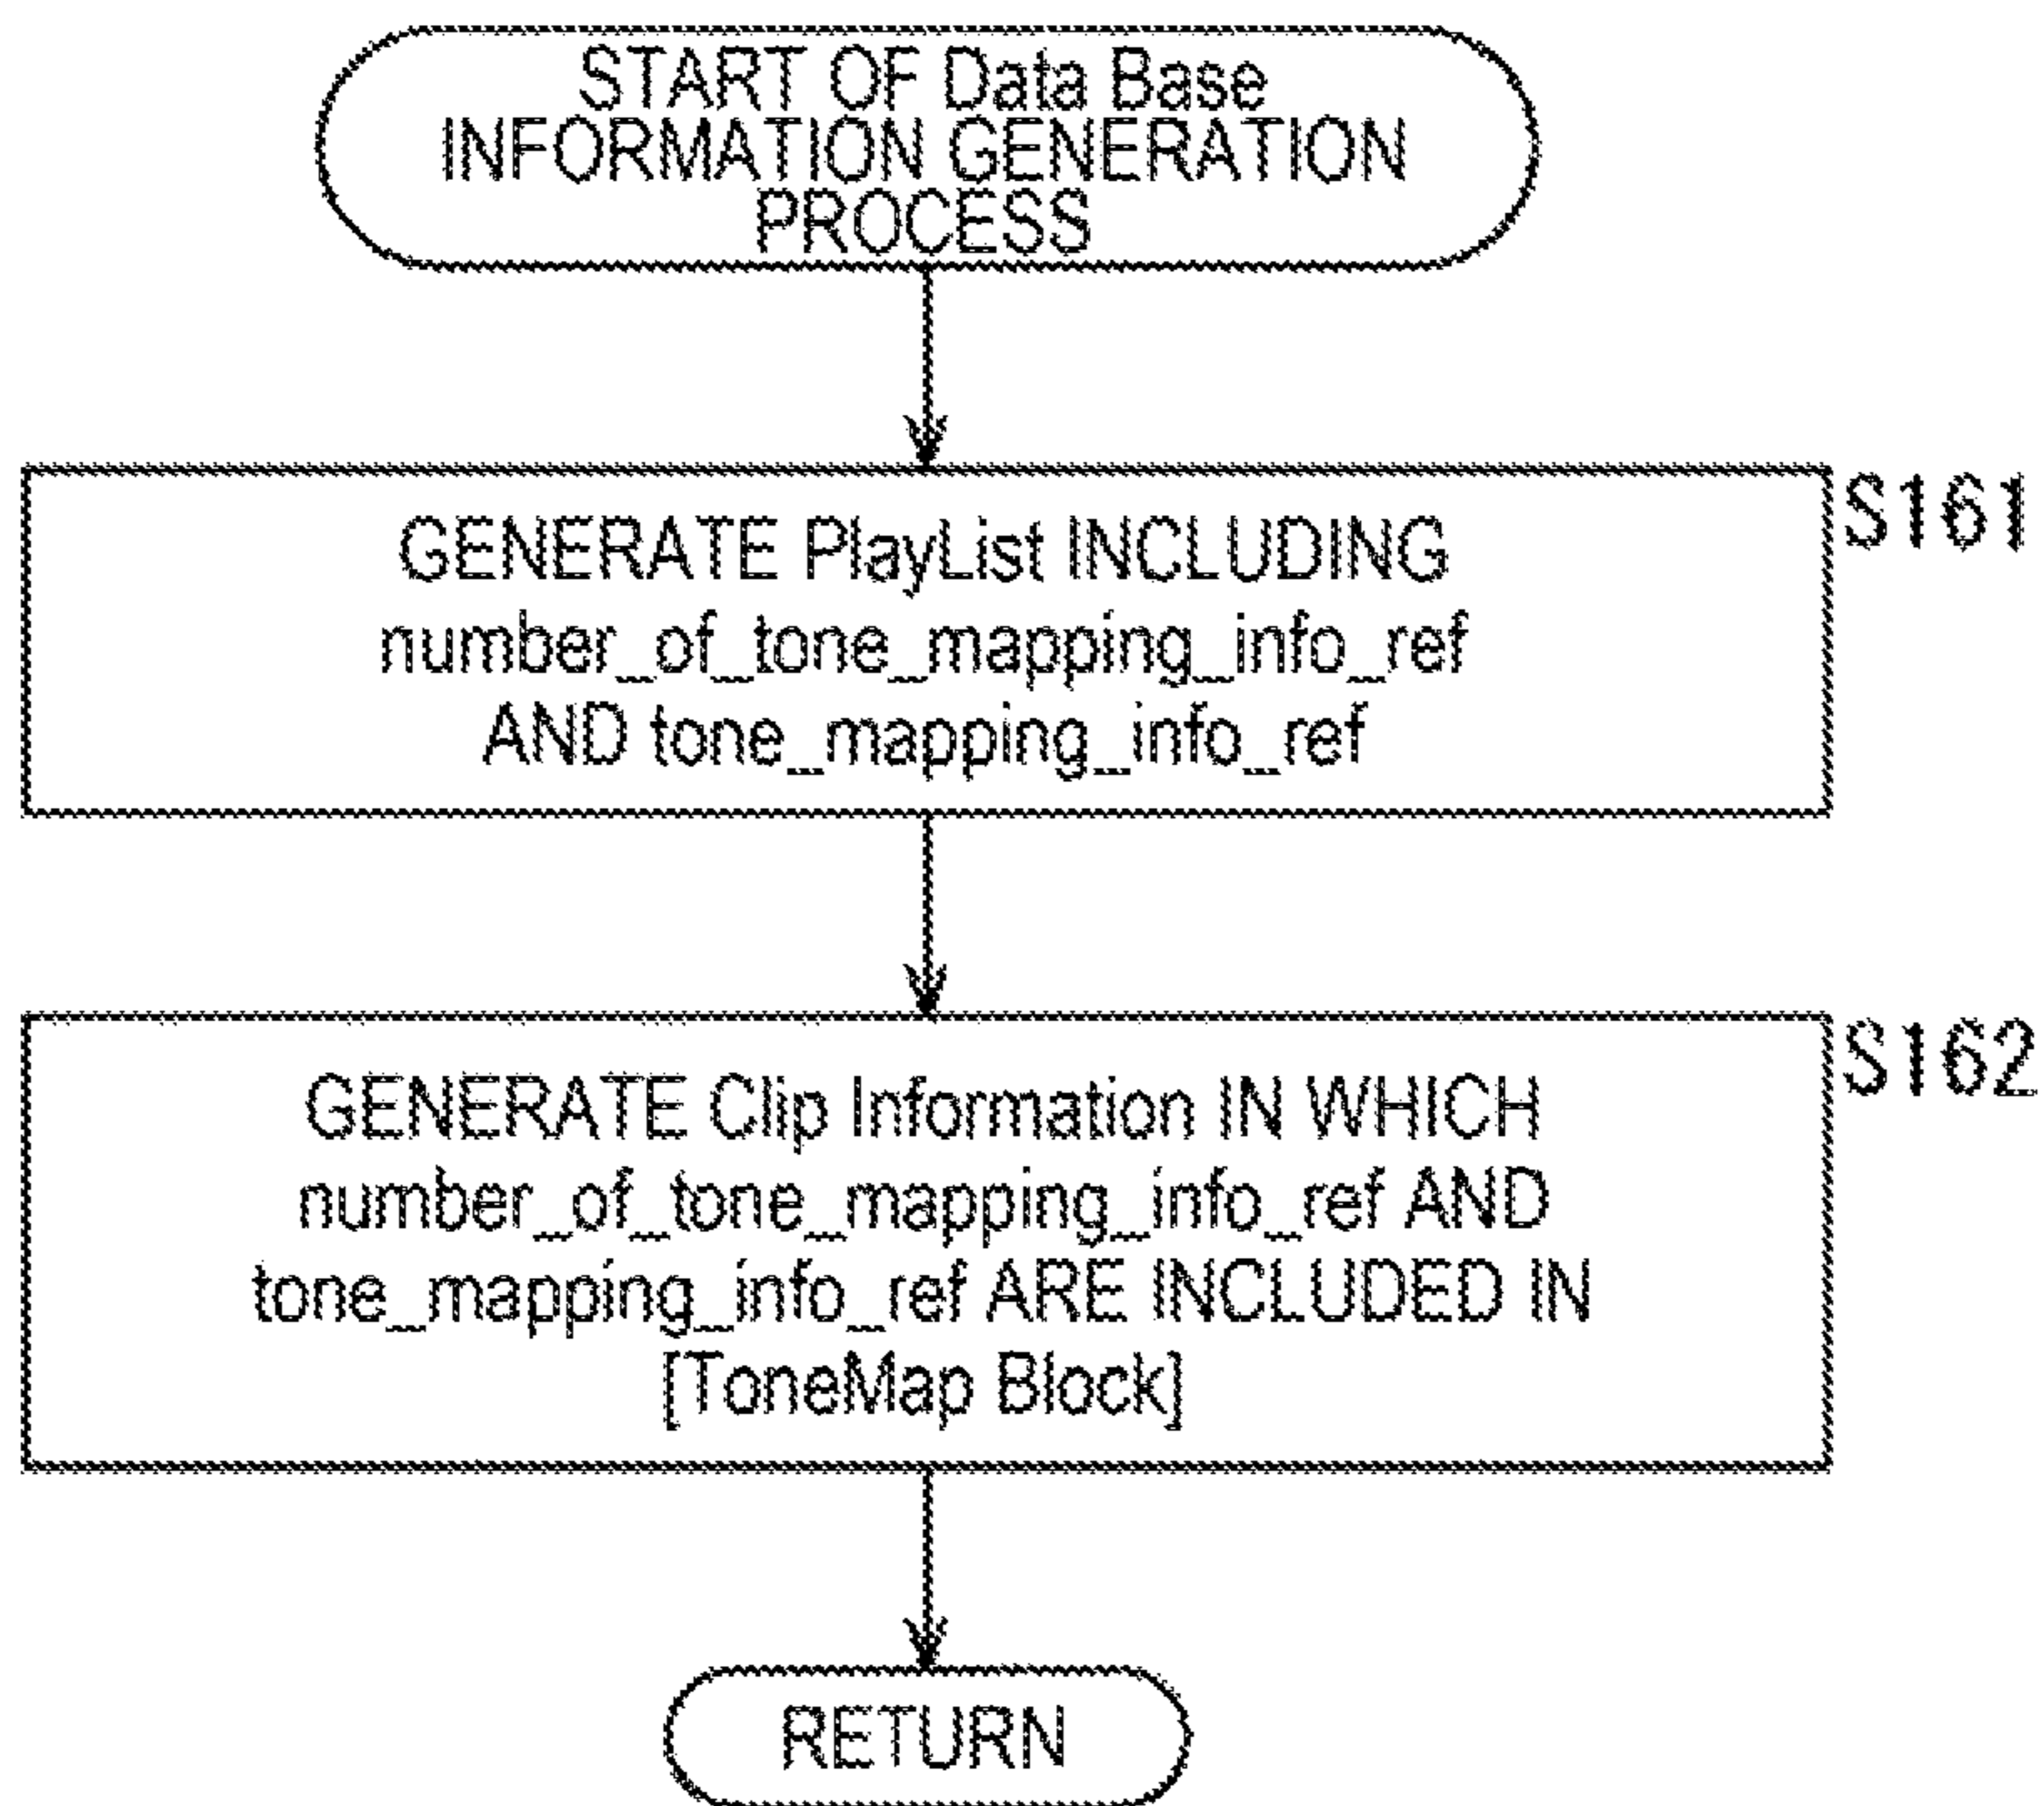 START OF Data Base
INFORMATION GENERATION
PROCESS
S161
GENERATE PlayList INCLUDING
number_of_tone_mapping_info_ref
AND tone_mapping_info_ref
S162
GENERATE Clip Information IN WHICH
number_of_tone_mapping_info_ref AND
tone_mapping_info_ref ARE INCLUDED IN
[ToneMap Block]
RETURN